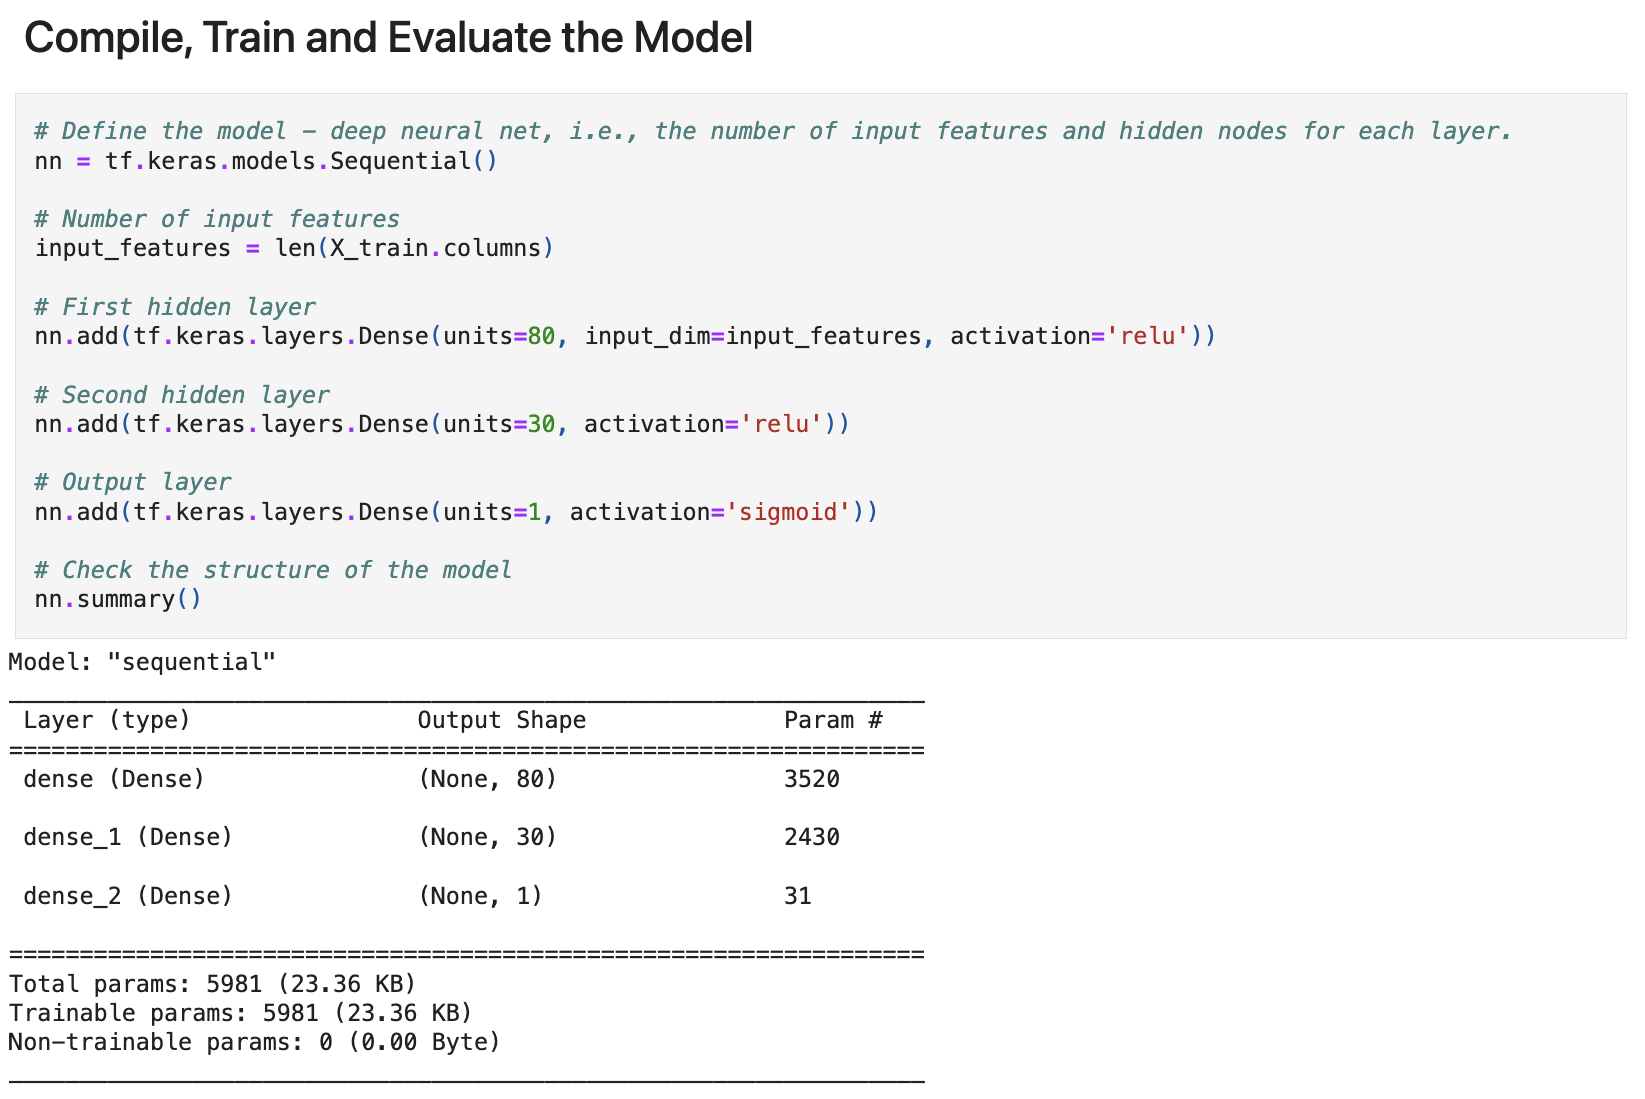 Compile, Train and Evaluate the Model
# Define the model - deep neural net, i.e., the number of input features and hidden nodes for each layer.
nn = tf.keras.models.Sequential()
# Number of input features
input_features = len(X_train.columns)
# First hidden layer
nn.add(tf.keras.layers.Dense(units=80, input_dim=input_features, activation='relu'))
# Second hidden layer
nn.add(tf.keras.layers.Dense(units=30, activation='relu'))
# Output layer
nn.add(tf.keras.layers.Dense(units=1, activation='sigmoid'))
# Check the structure of the model
nn.summary()
Model: "sequential"
_________________________________________________________________
Layer (type) Output Shape Param #
=================================================================
dense (Dense) (None, 80) 3520
dense_1 (Dense) (None, 30) 2430
dense_2 (Dense) (None, 1) 31
=================================================================
Total params: 5981 (23.36 KB)
Trainable params: 5981 (23.36 KB)
Non-trainable params: 0 (0.00 Byte)
_________________________________________________________________